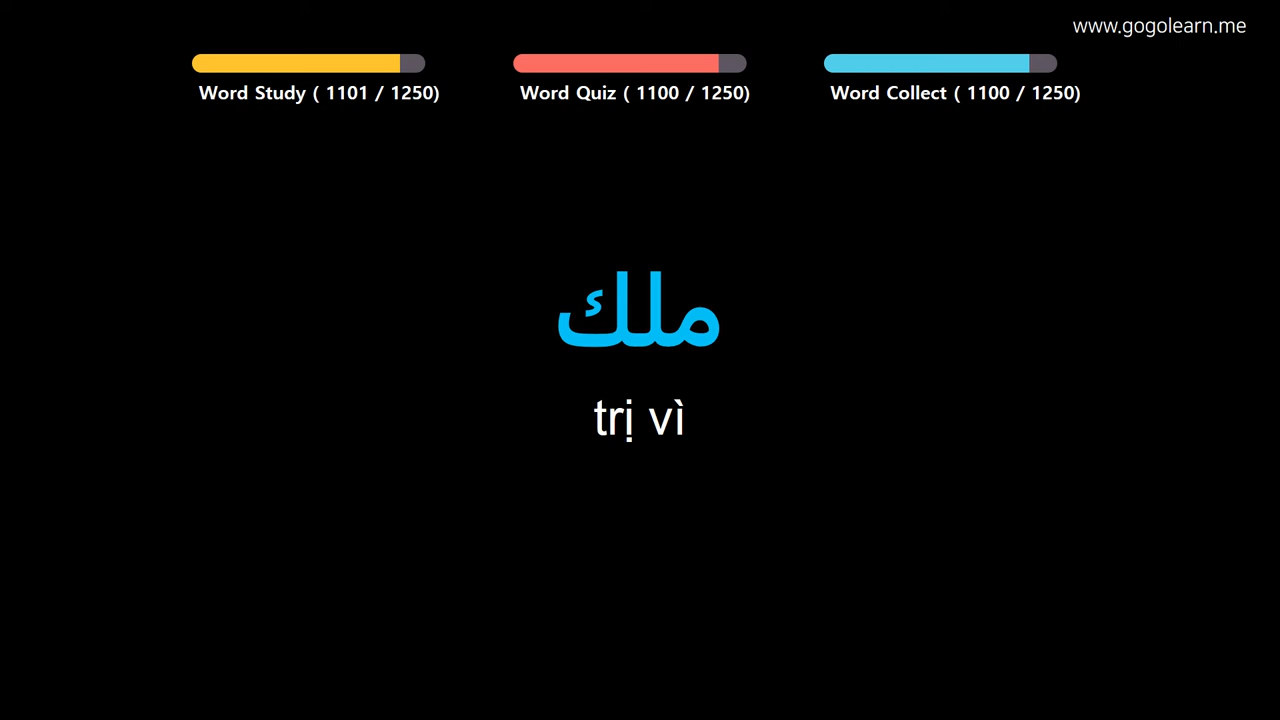 www.gogolearn.me
Word Study ( 1101 / 1250)
Word Quiz ( 1100 / 1250)
Word Collect ( 1100 / 1250)
ملك
trị vì